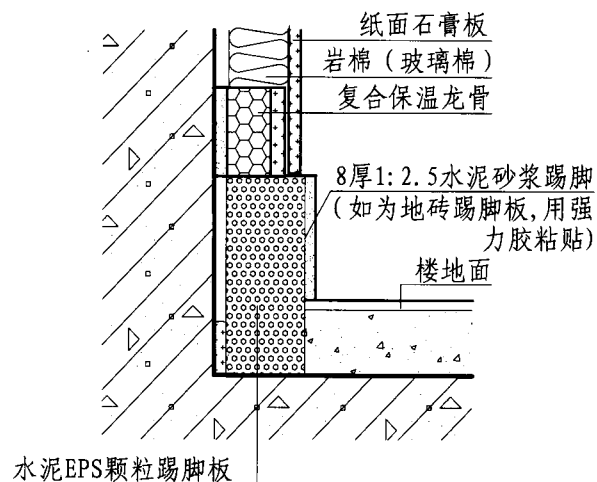 纸面石膏板
岩棉（玻璃棉）
复合保温龙骨
8厚1:2.5水泥砂浆踢脚
(如为地砖踢脚板,用强
力胶粘贴)
楼地面
水泥EPS颗粒踢脚板